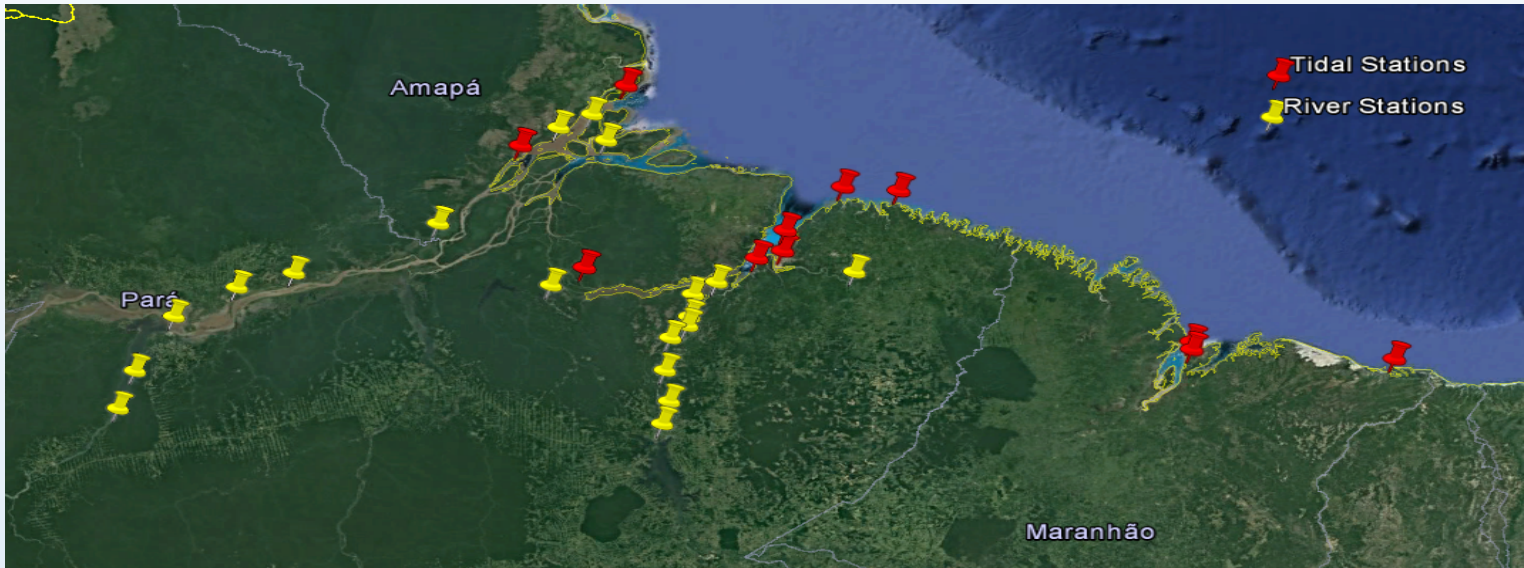 Tidal Stations
Amapá
River Stations
Pará
Maranhão